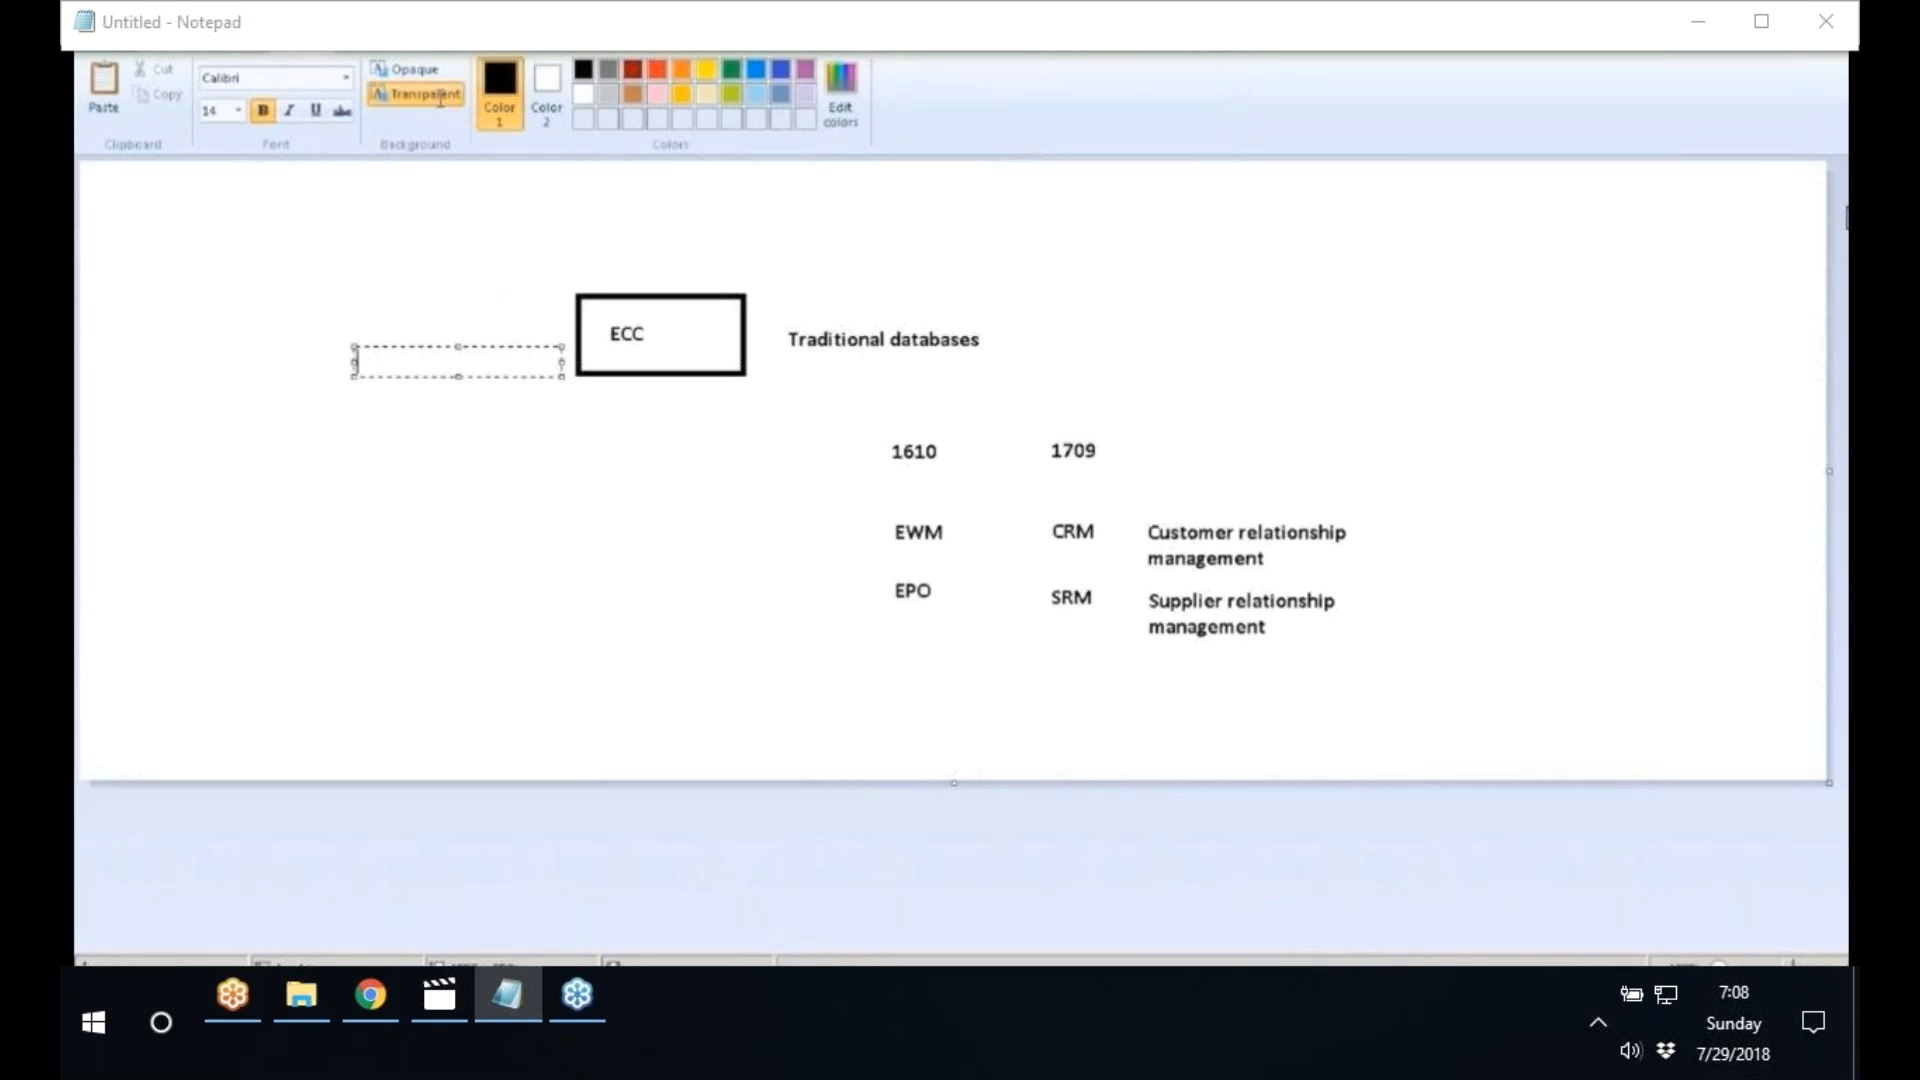 Untitled - Notepad
Paste
Cut
Copy
Clipboard
Calibri
14
B I U abc
Font
Opaque
Transparent
Background
Color 1
Color 2
Edit colors
Colors
ECC
Traditional databases
1610 1709
EWM CRM Customer relationship
management
EPO SRM Supplier relationship
management
7:08
Sunday
7/29/2018